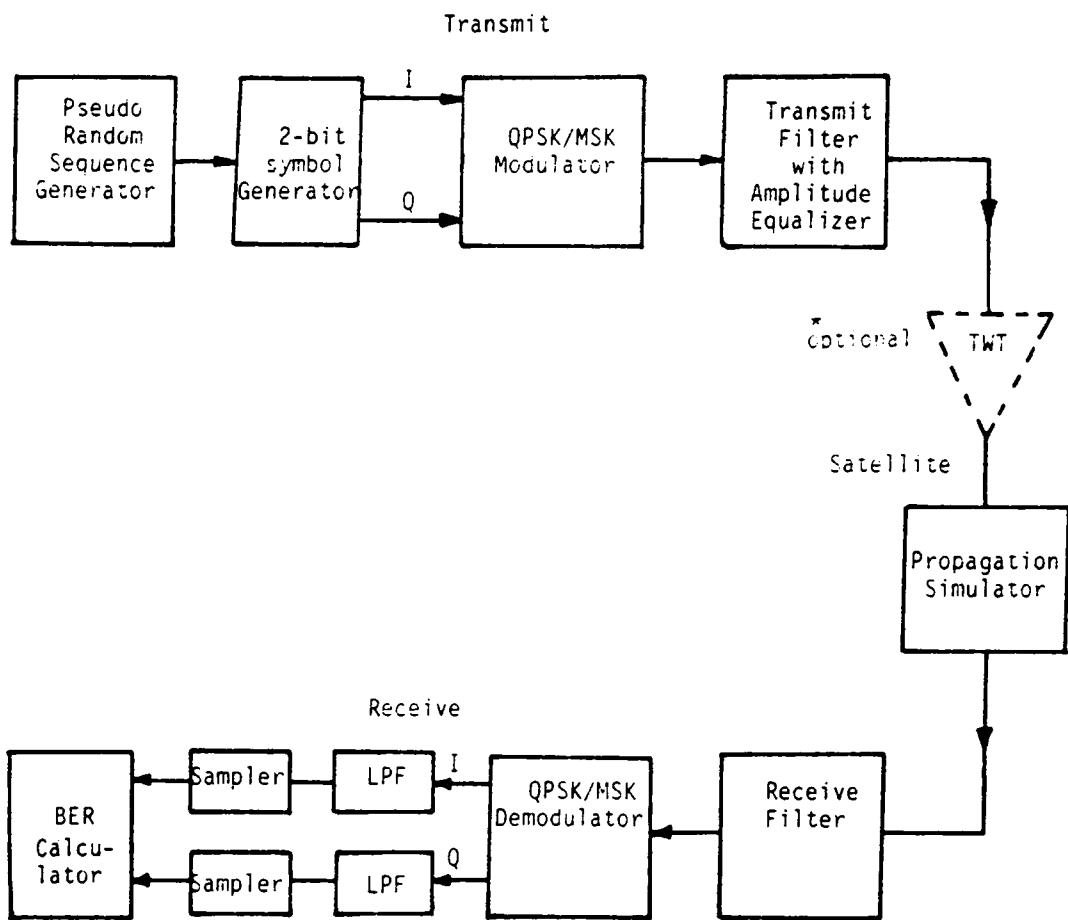 Transmit
Pseudo
Random
Sequence
Generator
2-bit
symbol
Generator
I
Q
QPSK/MSK
Modulator
Transmit
Filter
with
Amplitude
Equalizer
*
optional
TWT
Satellite
Propagation
Simulator
Receive
BER
Calcu-
lator
Sampler
LPF
I
Sampler
LPF
Q
QPSK/MSK
Demodulator
Receive
Filter